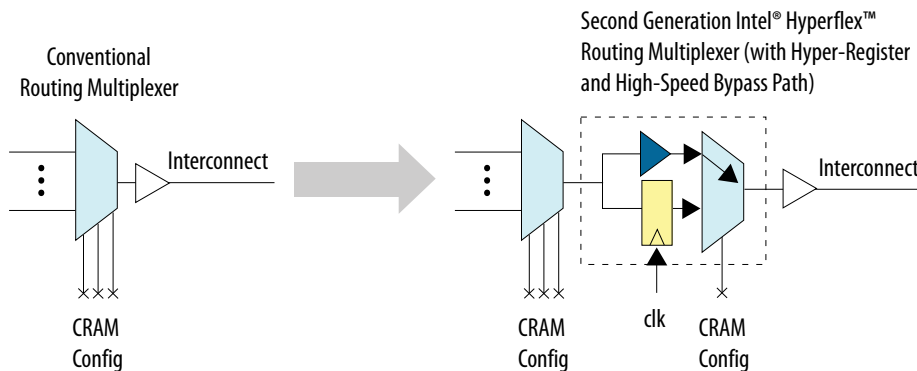 Conventional
Routing Multiplexer
Interconnect
CRAM
Config
Second Generation Intel® Hyperflex™
Routing Multiplexer (with Hyper-Register
and High-Speed Bypass Path)
Interconnect
CRAM
Config
clk
CRAM
Config